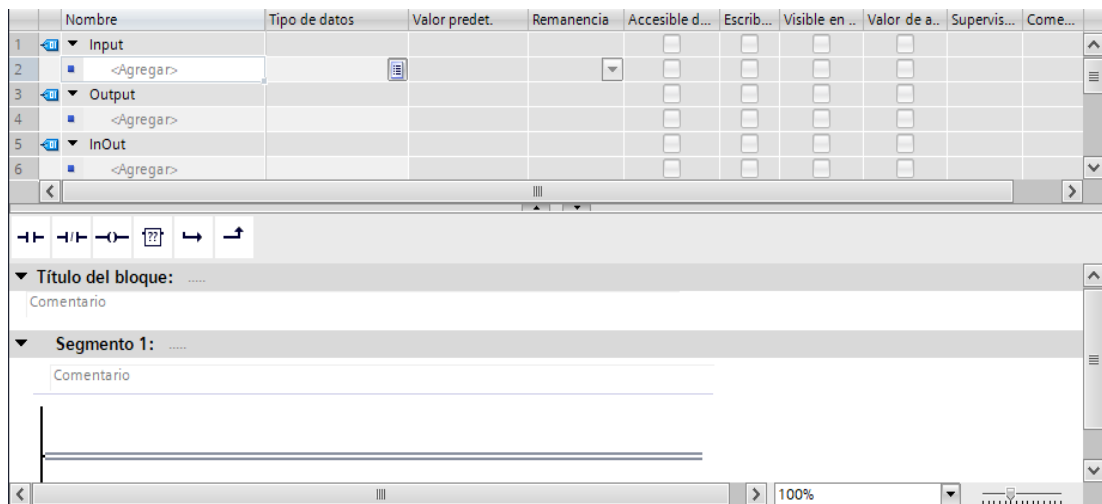 Nombre Tipo de datos Valor predet. Remanencia Accesible d... Escrib... Visible en .. Valor de a.. Supervis... Come...
1 Input
2 <Agregar>
3 Output
4 <Agregar>
5 InOut
6 <Agregar>
??
Título del bloque: .....
Comentario
Segmento 1: .....
Comentario
100%